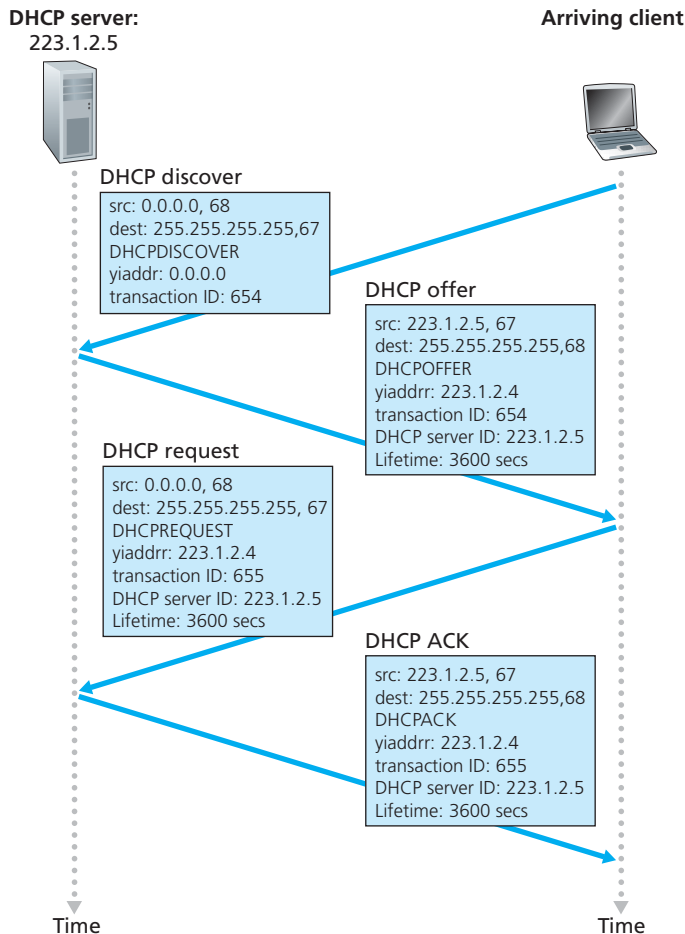 DHCP server:
223.1.2.5
Arriving client
DHCP discover
src: 0.0.0.0, 68
dest: 255.255.255.255,67
DHCPDISCOVER
yiaddr: 0.0.0.0
transaction ID: 654
DHCP offer
src: 223.1.2.5, 67
dest: 255.255.255.255,68
DHCPOFFER
yiaddrr: 223.1.2.4
transaction ID: 654
DHCP server ID: 223.1.2.5
Lifetime: 3600 secs
DHCP request
src: 0.0.0.0, 68
dest: 255.255.255.255, 67
DHCPREQUEST
yiaddrr: 223.1.2.4
transaction ID: 655
DHCP server ID: 223.1.2.5
Lifetime: 3600 secs
DHCP ACK
src: 223.1.2.5, 67
dest: 255.255.255.255,68
DHCPACK
yiaddr: 223.1.2.4
transaction ID: 655
DHCP server ID: 223.1.2.5
Lifetime: 3600 secs
Time
Time